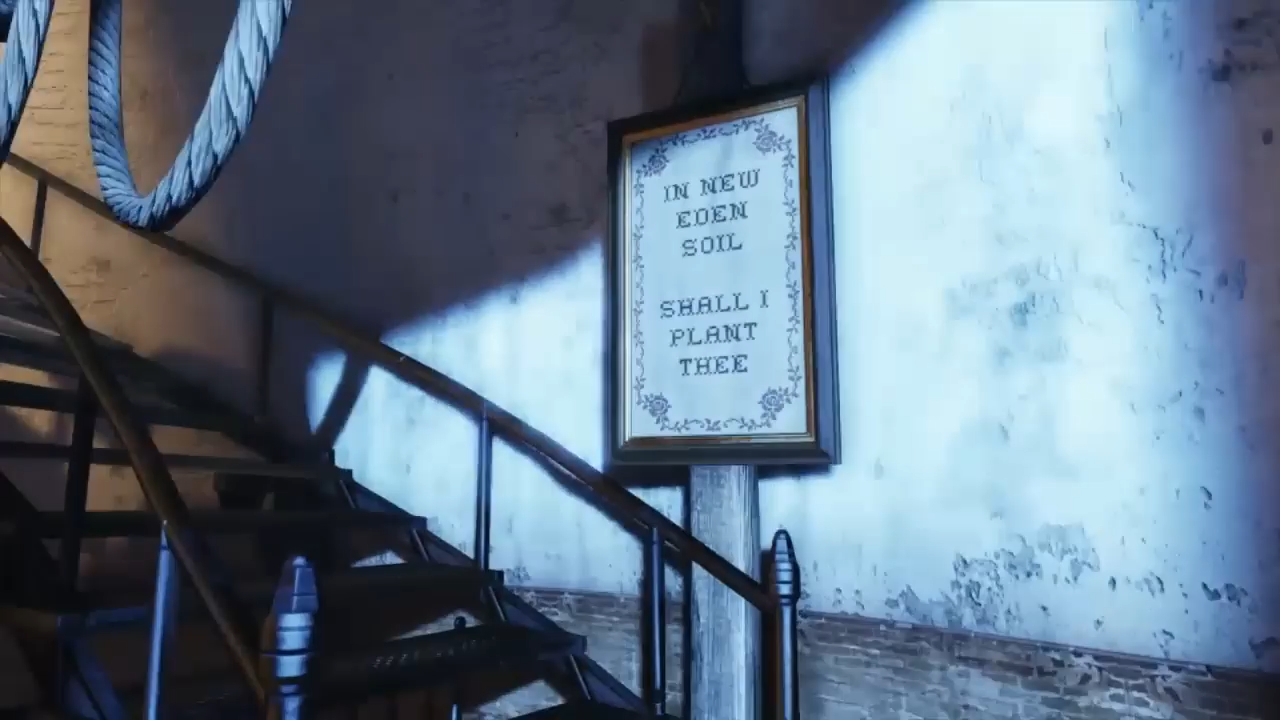 IN NEW
EDEN
SOIL
SHALL I
PLANT
THEE